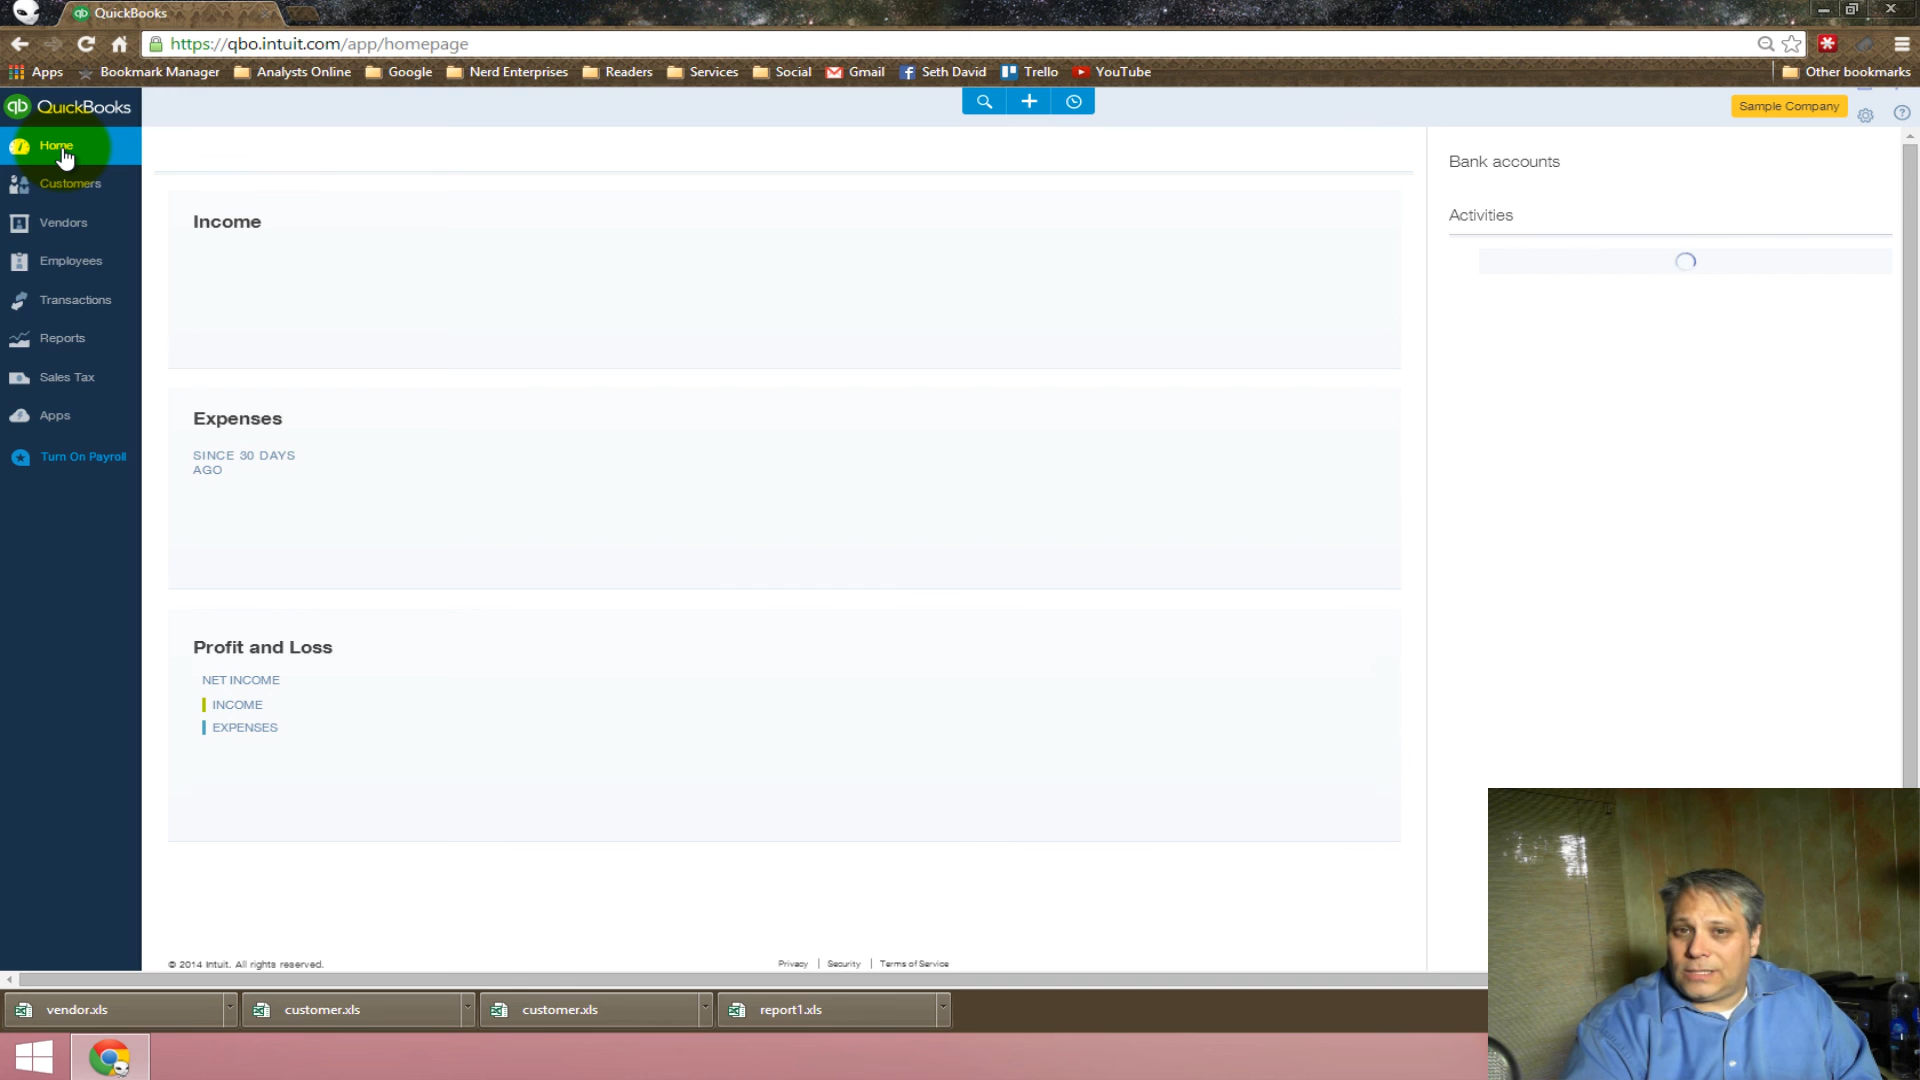 QuickBooks
https://qbo.intuit.com/app/homepage
Apps
Bookmark Manager
Analysts Online
Google
Nerd Enterprises
Readers
Services
Social
Gmail
Seth David
Trello
YouTube
Other bookmarks
qb QuickBooks
Sample Company
Home
Customers
Vendors
Employees
Transactions
Reports
Sales Tax
Apps
Turn On Payroll
Income
Expenses
SINCE 30 DAYS
AGO
Profit and Loss
NET INCOME
INCOME
EXPENSES
Bank accounts
Activities
© 2014 Intuit. All rights reserved.
Privacy | Security | Terms of Service
vendor.xls
customer.xls
customer.xls
report1.xls